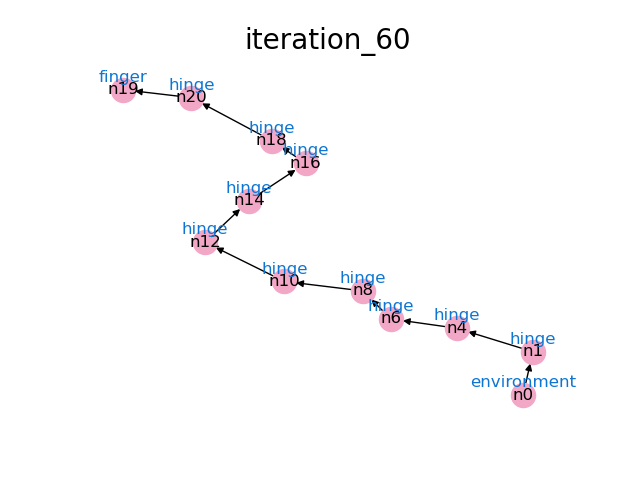 iteration_60
finger
n19
hinge
n20
hinge
n18
hinge
n16
hinge
n14
hinge
n12
hinge
n10
hinge
n8
hinge
n6
hinge
n4
hinge
n1
environment
n0